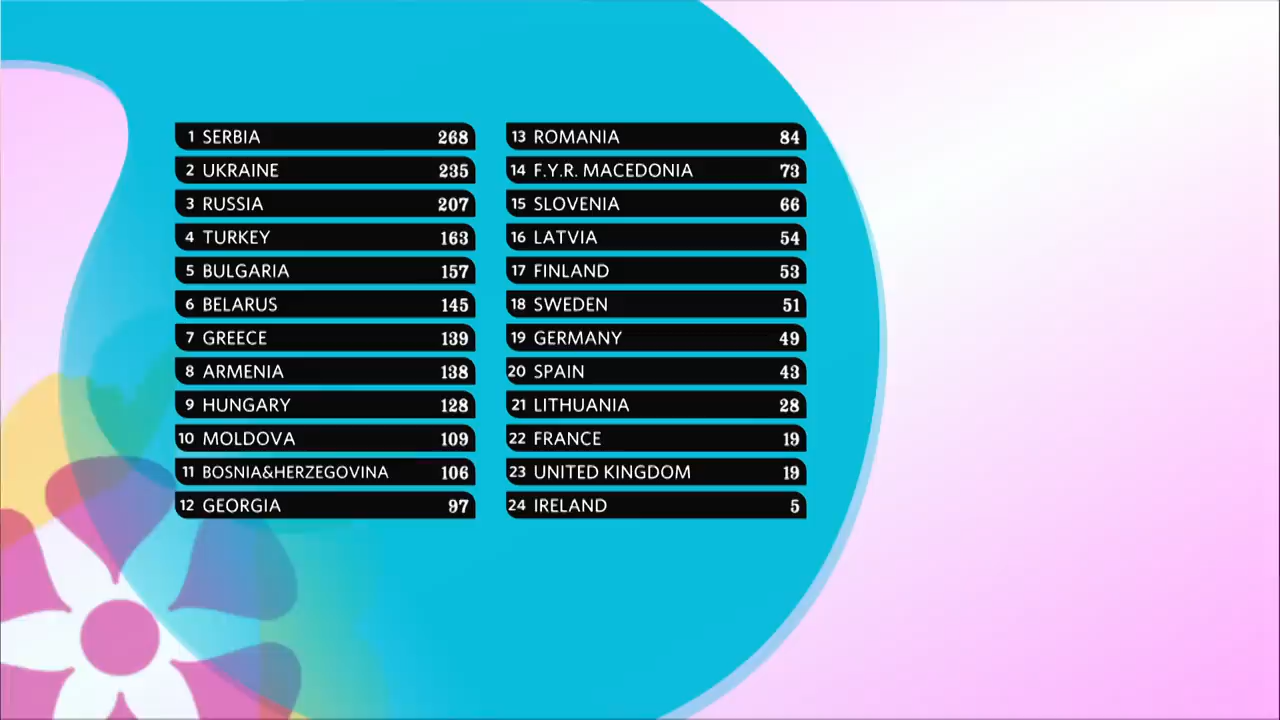 1 SERBIA 268
2 UKRAINE 235
3 RUSSIA 207
4 TURKEY 163
5 BULGARIA 157
6 BELARUS 145
7 GREECE 139
8 ARMENIA 138
9 HUNGARY 128
10 MOLDOVA 109
11 BOSNIA&HERZEGOVINA 106
12 GEORGIA 97
13 ROMANIA 84
14 F.Y.R. MACEDONIA 73
15 SLOVENIA 66
16 LATVIA 54
17 FINLAND 53
18 SWEDEN 51
19 GERMANY 49
20 SPAIN 43
21 LITHUANIA 28
22 FRANCE 19
23 UNITED KINGDOM 19
24 IRELAND 5